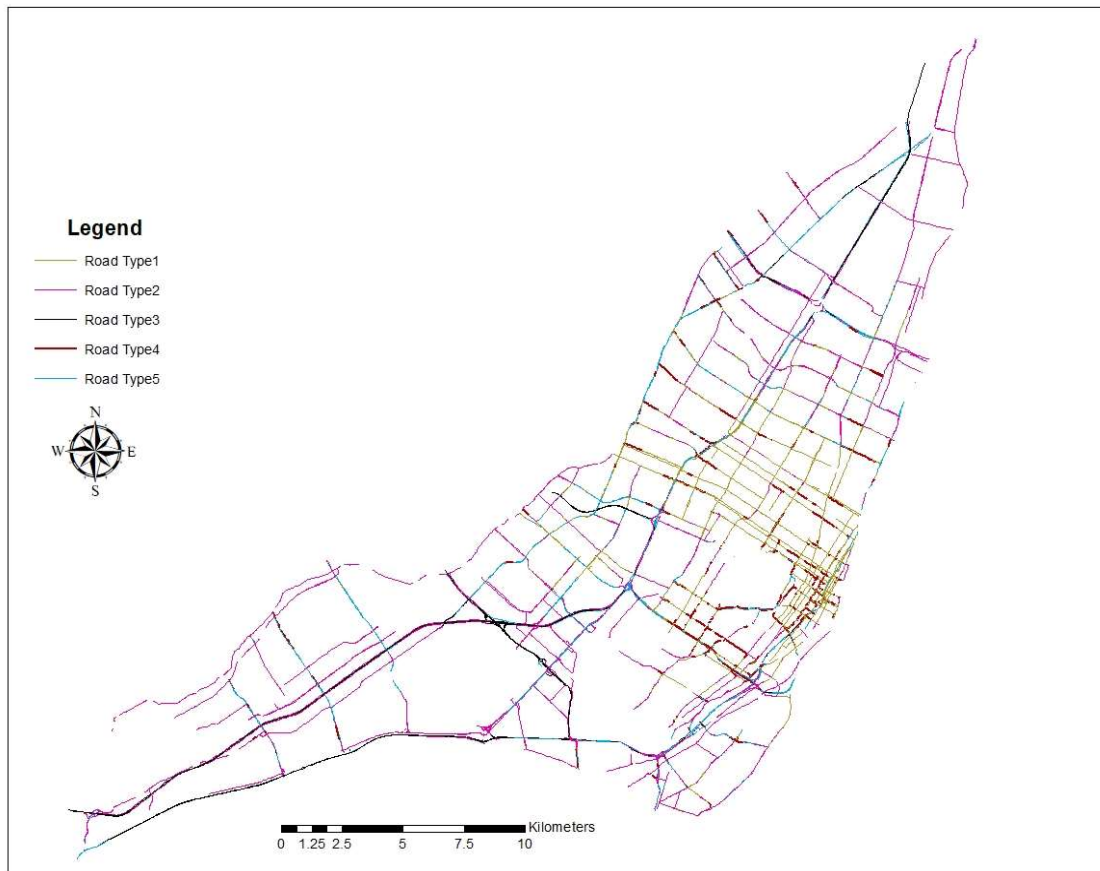 Legend
Road Type1
Road Type2
Road Type3
Road Type4
Road Type5
N
W E
S
Kilometers
0 1.25 2.5 5 7.5 10